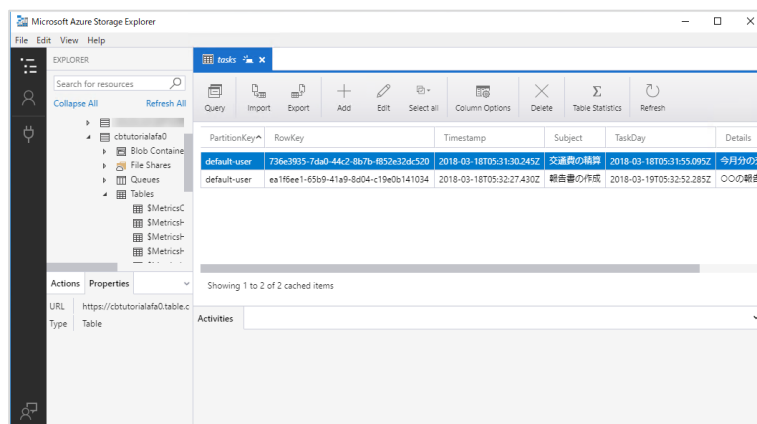 Microsoft Azure Storage Explorer
File Edit View Help
EXPLORER
Search for resources
Collapse All Refresh All
cbtutorialafa0
Blob Containe
File Shares
Queues
Tables
$MetricsC
$MetricsH
$MetricsH
$MetricsH
Actions Properties
URL https://cbtutorialafa0.table.c
Type Table
tasks
Query Import Export Add Edit Select all Column Options Delete Table Statistics Refresh
PartitionKey RowKey Timestamp Subject TaskDay Details
default-user 736e3935-7da0-44c2-8b7b-f852e32dc520 2018-03-18T05:31:30.245Z 交通費の精算 2018-03-18T05:31:55.095Z 今月分の
default-user ea1f6ee1-65b9-41a9-8d04-c19e0b141034 2018-03-18T05:32:27.430Z 報告書の作成 2018-03-19T05:32:52.285Z 〇〇の報告
Showing 1 to 2 of 2 cached items
Activities